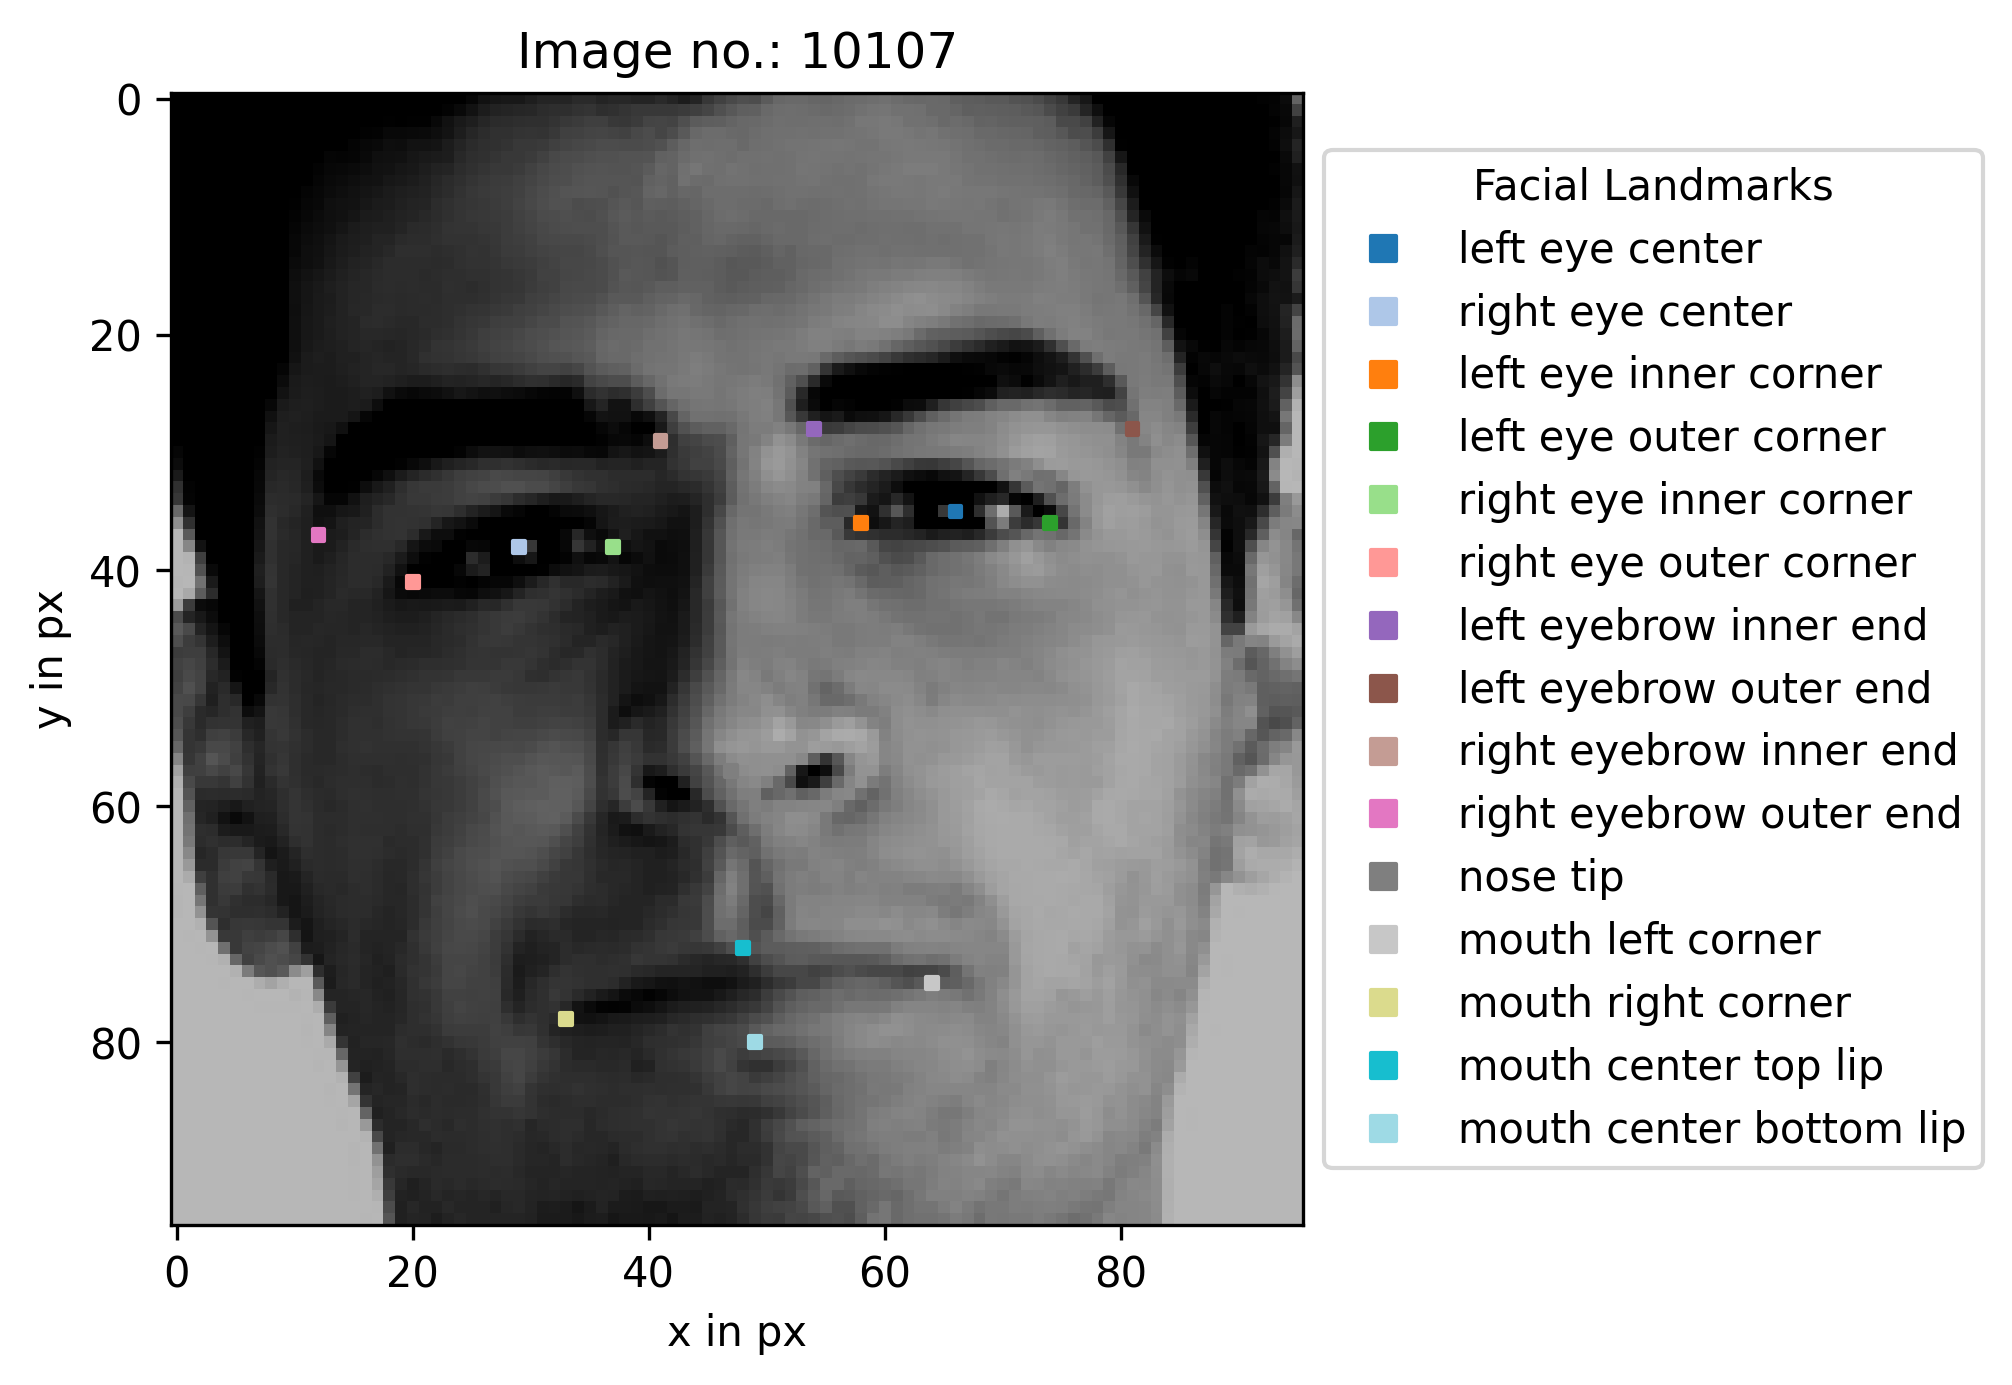 Image no.: 10107
0
20
40
60
80
y in px
0 20 40 60 80
x in px
Facial Landmarks
left eye center
right eye center
left eye inner corner
left eye outer corner
right eye inner corner
right eye outer corner
left eyebrow inner end
left eyebrow outer end
right eyebrow inner end
right eyebrow outer end
nose tip
mouth left corner
mouth right corner
mouth center top lip
mouth center bottom lip